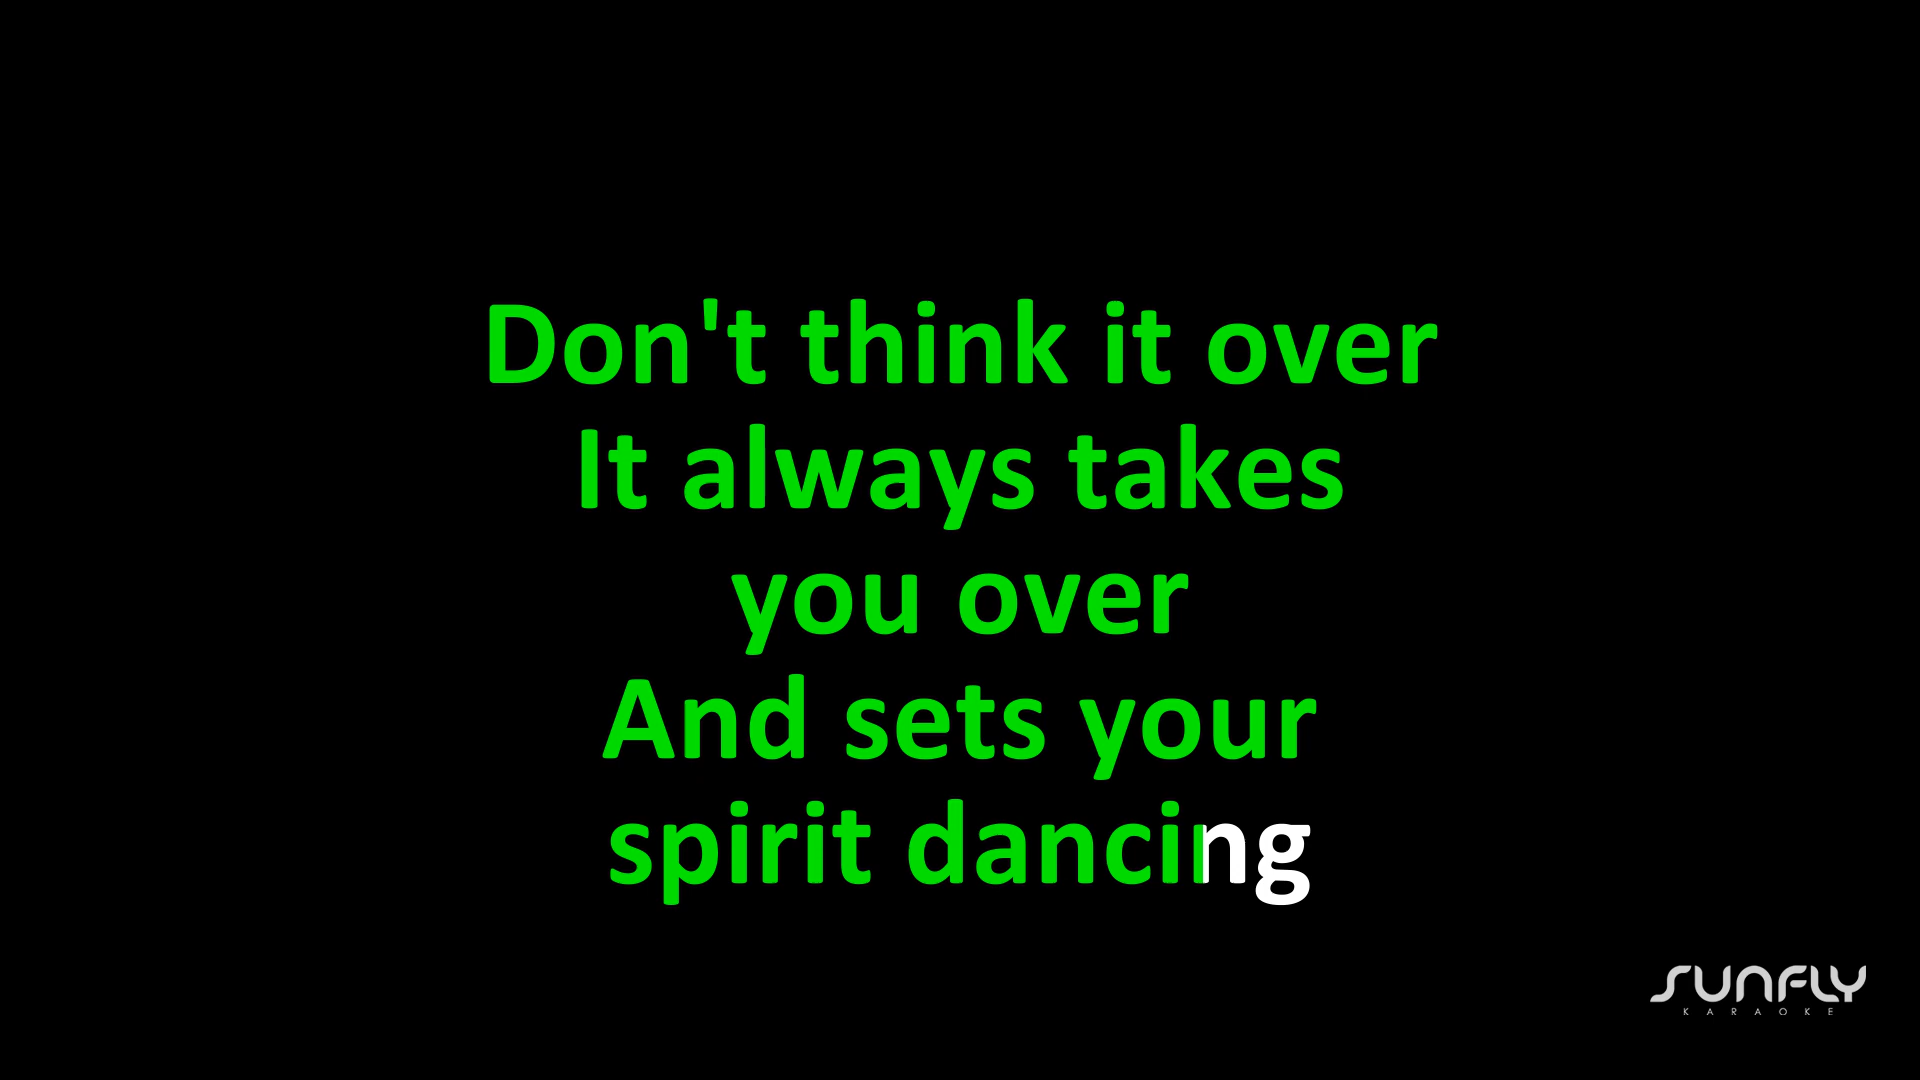 Don't think it over
It always takes
you over
And sets your
spirit dancing
SUNFLY
KARAOKE